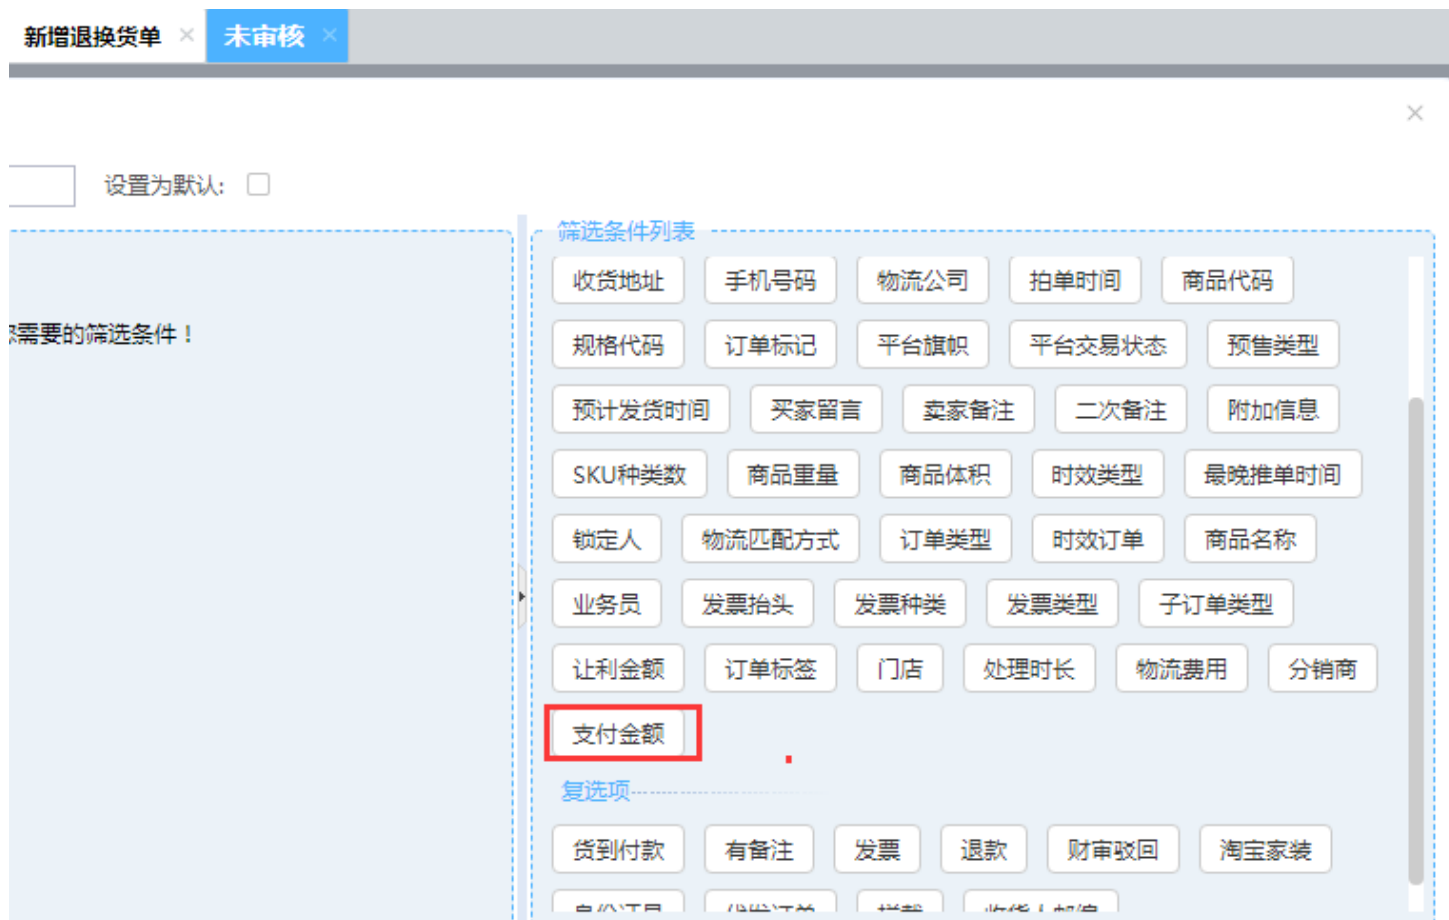 新增退换货单 × 未审核 ×
×
设置为默认:
需要的筛选条件！
筛选条件列表
收货地址 手机号码 物流公司 拍单时间 商品代码
规格代码 订单标记 平台旗帜 平台交易状态 预售类型
预计发货时间 买家留言 卖家备注 二次备注 附加信息
SKU种类数 商品重量 商品体积 时效类型 最晚推单时间
锁定人 物流匹配方式 订单类型 时效订单 商品名称
业务员 发票抬头 发票种类 发票类型 子订单类型
让利金额 订单标签 门店 处理时长 物流费用 分销商
支付金额
复选项
货到付款 有备注 发票 退款 财审驳回 淘宝家装